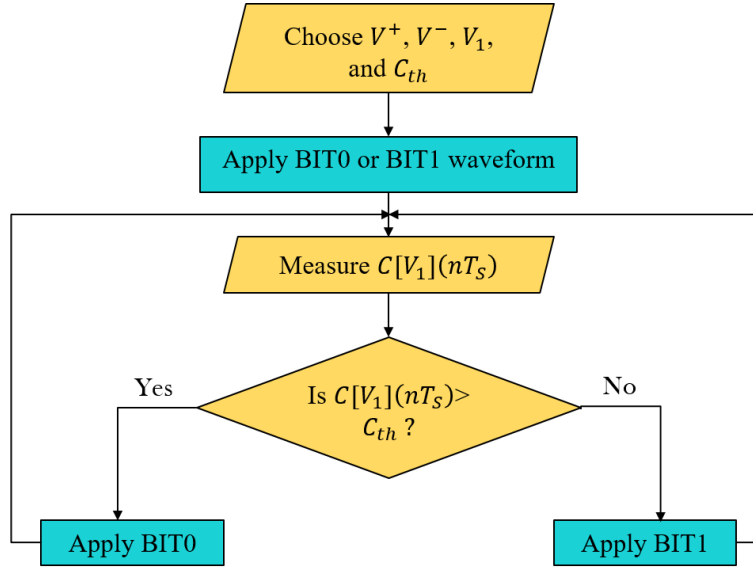 Choose V⁺, V⁻, V₁,
and C_th
Apply BIT0 or BIT1 waveform
Measure C[V₁](nT_S)
Is C[V₁](nT_S)>
C_th ?
Yes
No
Apply BIT0
Apply BIT1